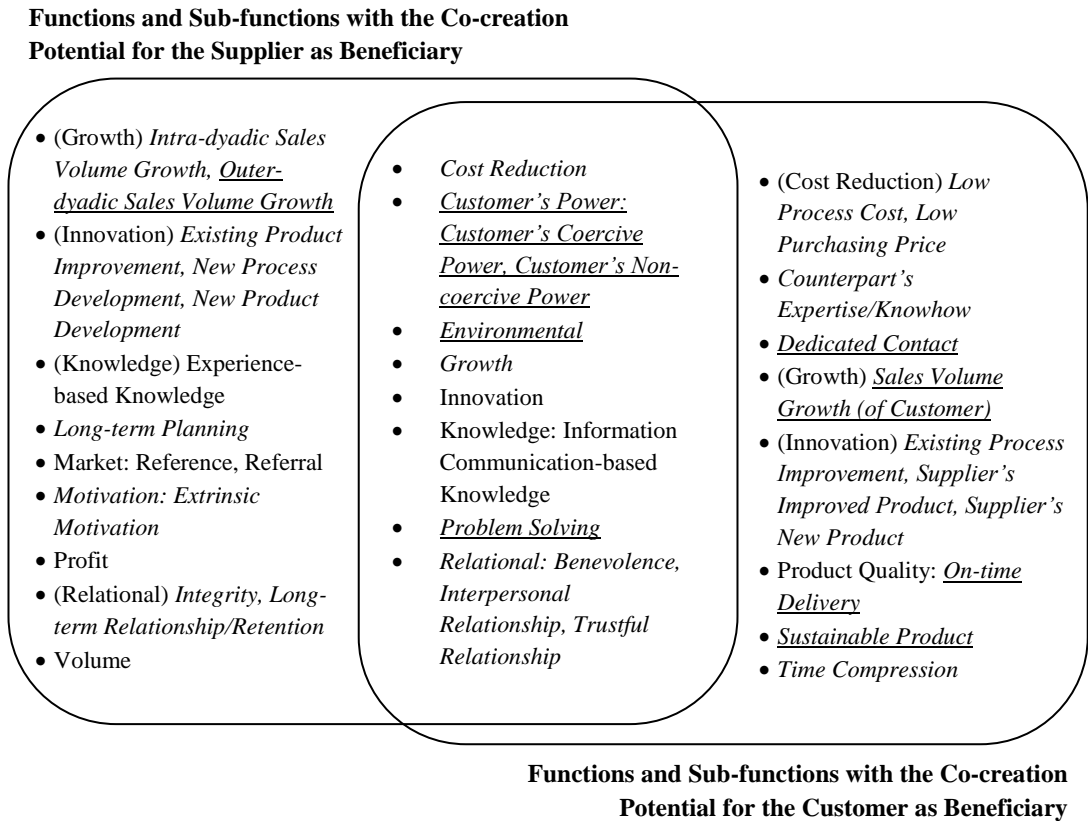 Functions and Sub-functions with the Co-creation
Potential for the Supplier as Beneficiary
• (Growth) Intra-dyadic Sales
Volume Growth, Outer-
dyadic Sales Volume Growth
• (Innovation) Existing Product
Improvement, New Process
Development, New Product
Development
• (Knowledge) Experience-
based Knowledge
• Long-term Planning
• Market: Reference, Referral
• Motivation: Extrinsic
Motivation
• Profit
• (Relational) Integrity, Long-
term Relationship/Retention
• Volume
• Cost Reduction
• Customer’s Power:
Customer’s Coercive
Power, Customer’s Non-
coercive Power
• Environmental
• Growth
• Innovation
• Knowledge: Information
Communication-based
Knowledge
• Problem Solving
• Relational: Benevolence,
Interpersonal
Relationship, Trustful
Relationship
• (Cost Reduction) Low
Process Cost, Low
Purchasing Price
• Counterpart’s
Expertise/Knowhow
• Dedicated Contact
• (Growth) Sales Volume
Growth (of Customer)
• (Innovation) Existing Process
Improvement, Supplier’s
Improved Product, Supplier’s
New Product
• Product Quality: On-time
Delivery
• Sustainable Product
• Time Compression
Functions and Sub-functions with the Co-creation
Potential for the Customer as Beneficiary